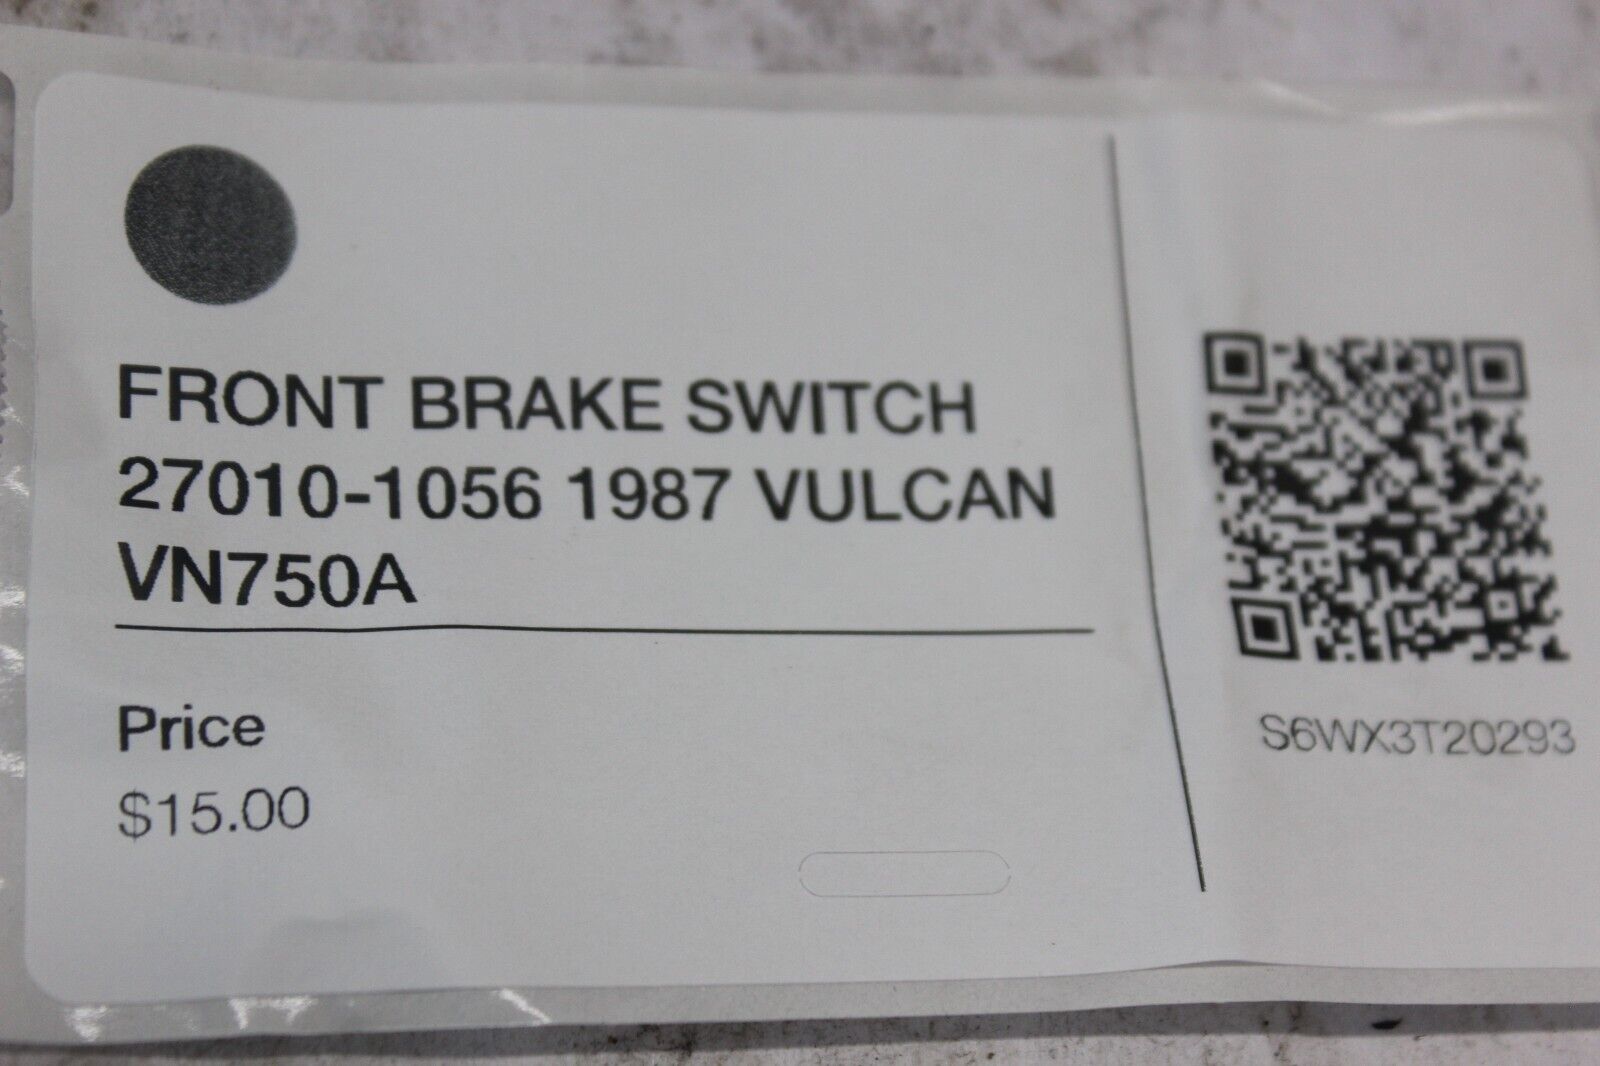 FRONT BRAKE SWITCH
27010-1056 1987 VULCAN
VN750A
Price
$15.00
S6WX3T20293